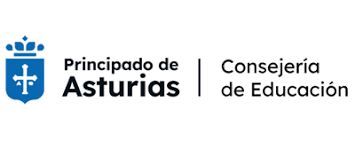 Principado de
Asturias
Consejería
de Educación